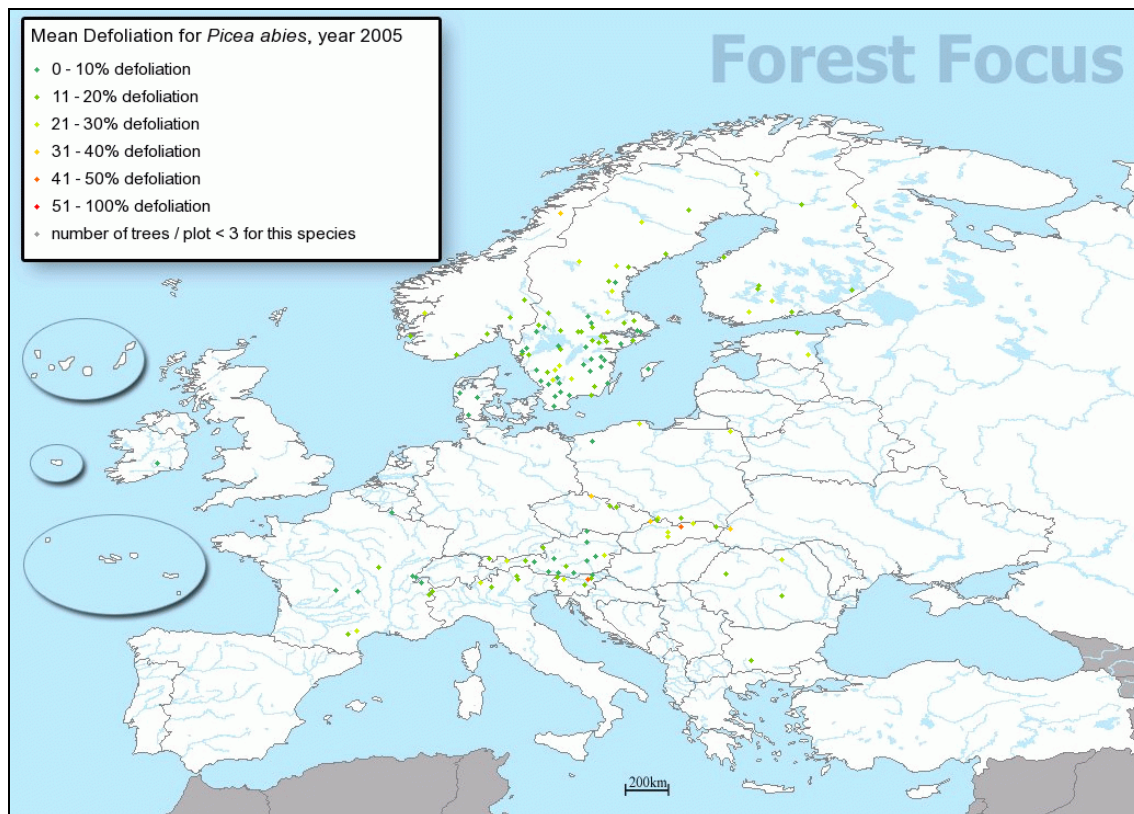 Mean Defoliation for Picea abies, year 2005
0 - 10% defoliation
11 - 20% defoliation
21 - 30% defoliation
31 - 40% defoliation
41 - 50% defoliation
51 - 100% defoliation
number of trees / plot < 3 for this species
Forest Focus
200km